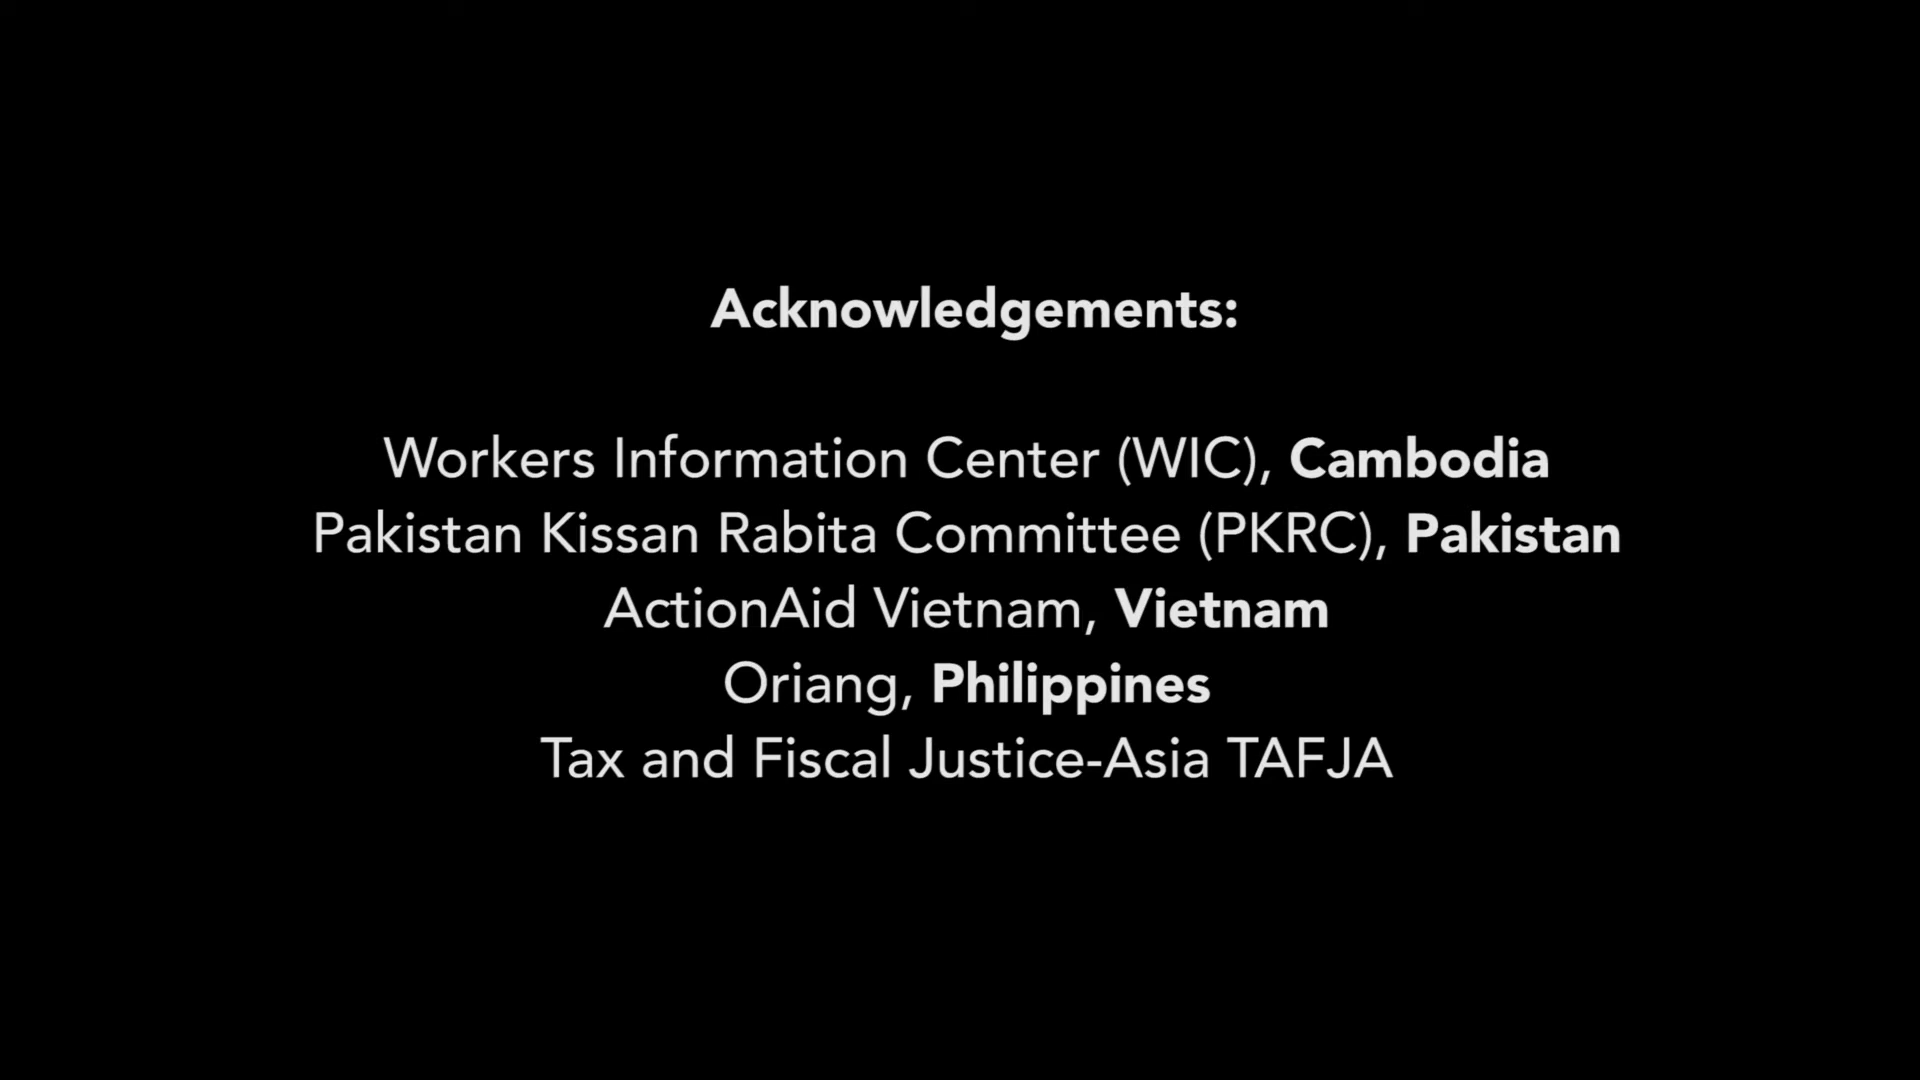 Acknowledgements:
Workers Information Center (WIC), Cambodia
Pakistan Kissan Rabita Committee (PKRC), Pakistan
ActionAid Vietnam, Vietnam
Oriang, Philippines
Tax and Fiscal Justice-Asia TAFJA